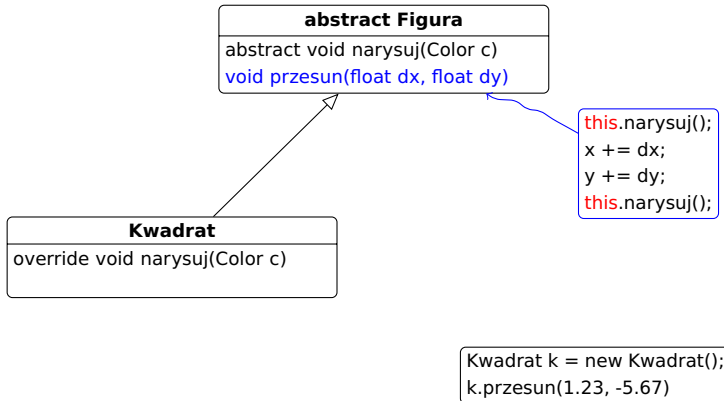 abstract Figura
abstract void narysuj(Color c)
void przesun(float dx, float dy)
this.narysuj();
x += dx;
y += dy;
this.narysuj();
Kwadrat
override void narysuj(Color c)
Kwadrat k = new Kwadrat();
k.przesun(1.23, -5.67)